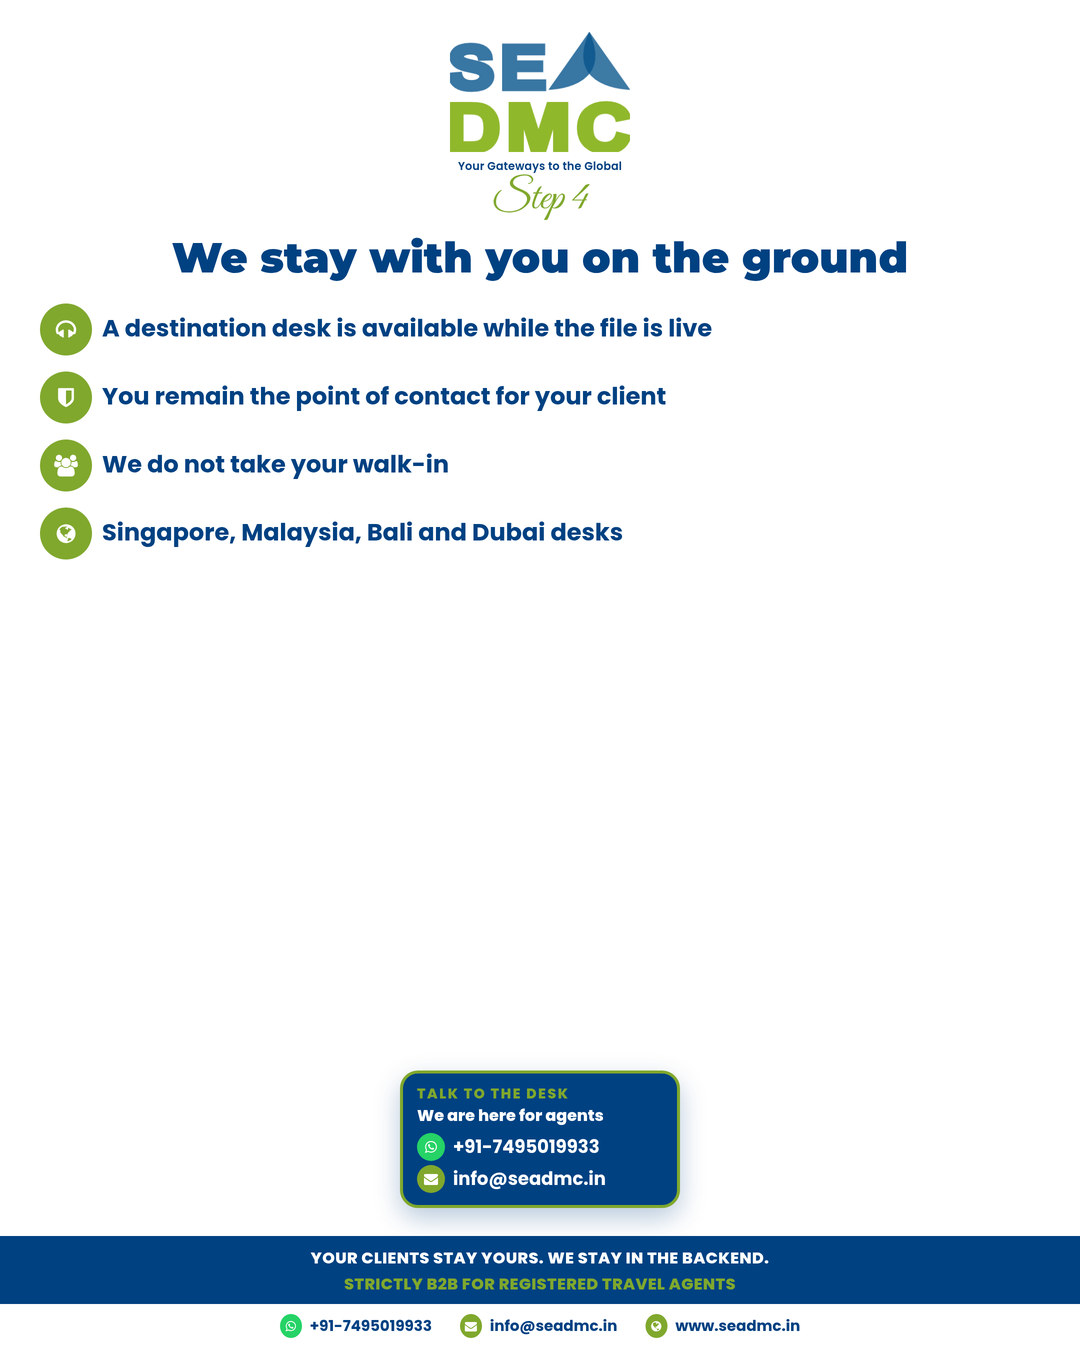 SEA
DMC
Your Gateways to the Global
Step 4
We stay with you on the ground
A destination desk is available while the file is live
You remain the point of contact for your client
We do not take your walk-in
Singapore, Malaysia, Bali and Dubai desks
TALK TO THE DESK
We are here for agents
+91-7495019933
info@seadmc.in
YOUR CLIENTS STAY YOURS. WE STAY IN THE BACKEND.
STRICTLY B2B FOR REGISTERED TRAVEL AGENTS
+91-7495019933 info@seadmc.in www.seadmc.in